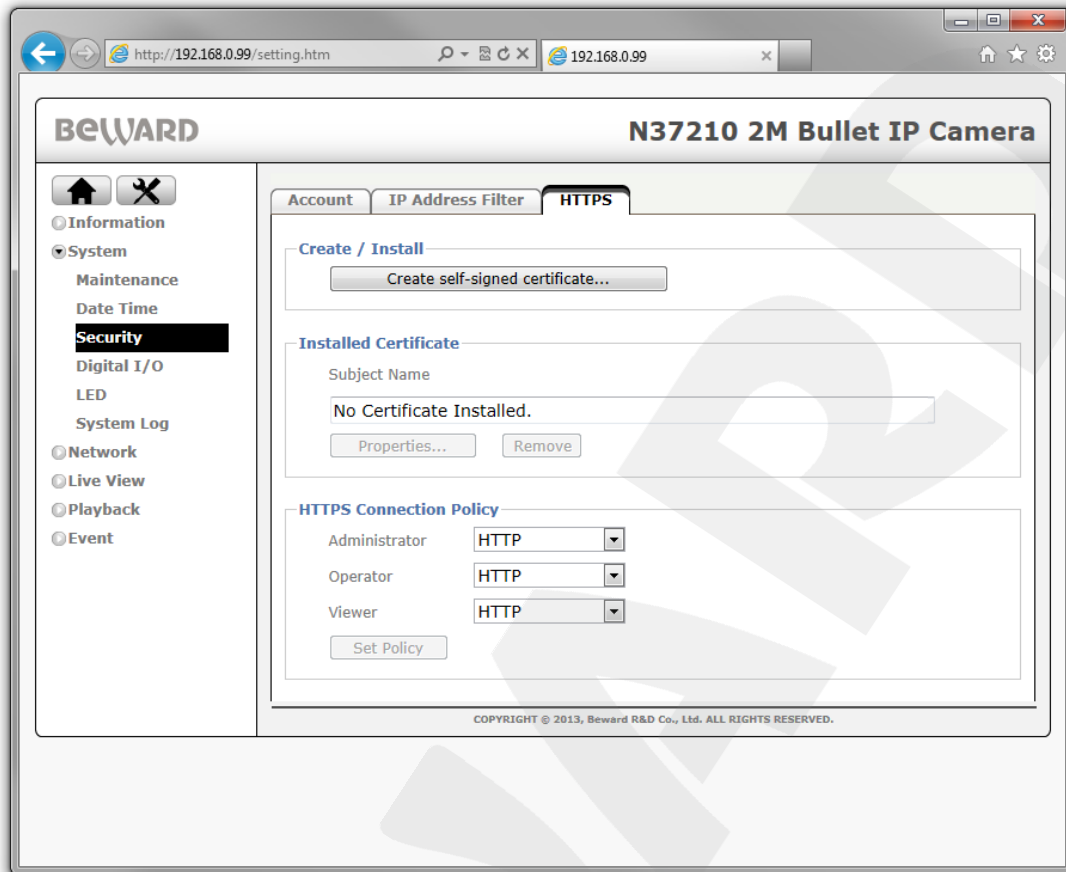 http://192.168.0.99/setting.htm
192.168.0.99
BEWARD
N37210 2M Bullet IP Camera
Information
System
Maintenance
Date Time
Security
Digital I/O
LED
System Log
Network
Live View
Playback
Event
Account
IP Address Filter
HTTPS
Create / Install
Create self-signed certificate...
Installed Certificate
Subject Name
No Certificate Installed.
Properties... Remove
HTTPS Connection Policy
Administrator HTTP
Operator HTTP
Viewer HTTP
Set Policy
COPYRIGHT © 2013, Beward R&D Co., Ltd. ALL RIGHTS RESERVED.